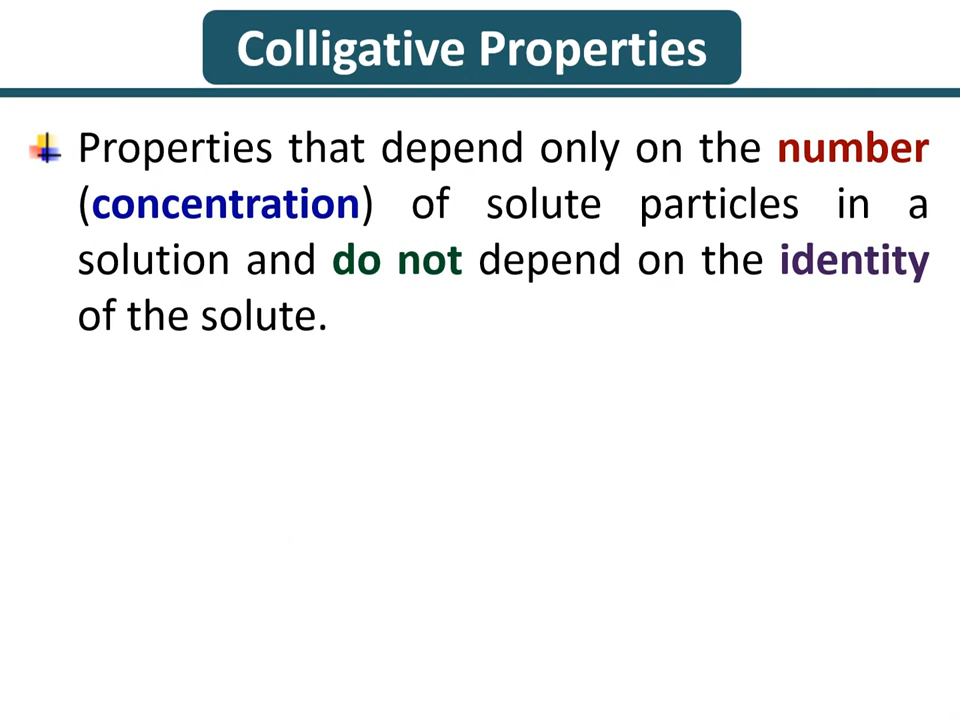 Colligative Properties
Properties that depend only on the number
(concentration) of solute particles in a
solution and do not depend on the identity
of the solute.